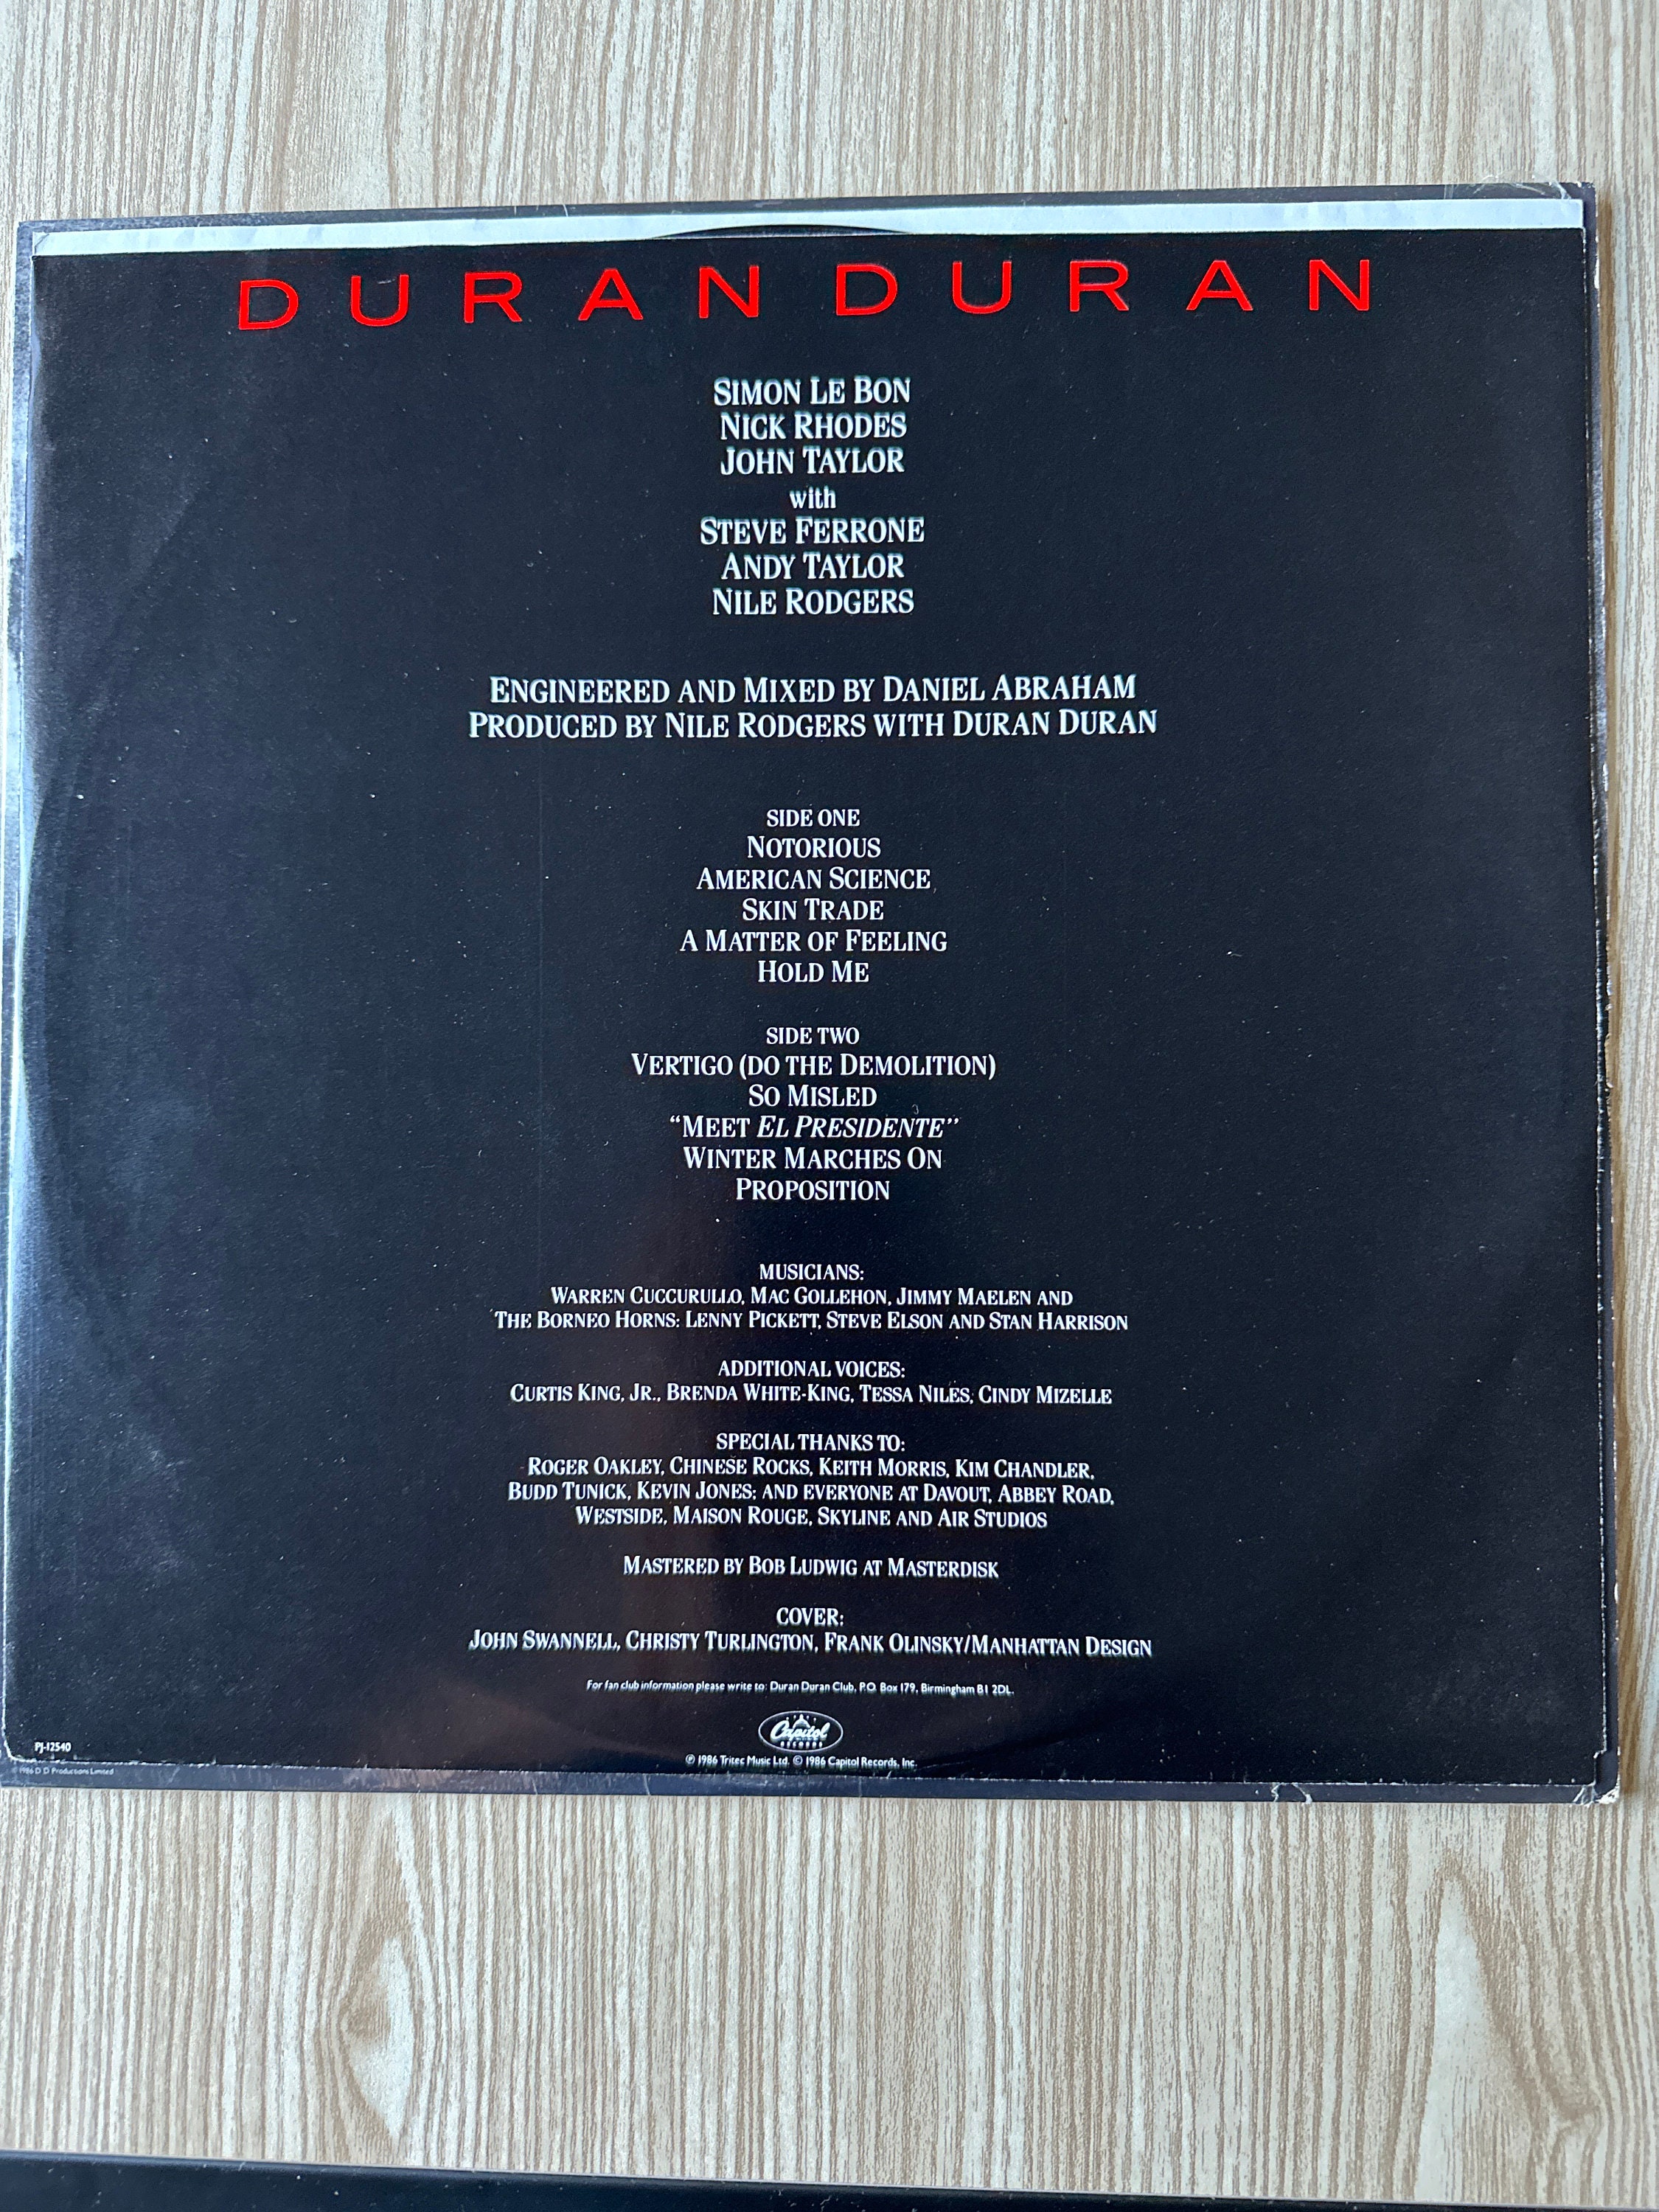 DURAN DURAN
SIMON LE BON
NICK RHODES
JOHN TAYLOR
with
STEVE FERRONE
ANDY TAYLOR
NILE RODGERS
ENGINEERED AND MIXED BY DANIEL ABRAHAM
PRODUCED BY NILE RODGERS WITH DURAN DURAN
SIDE ONE
NOTORIOUS
AMERICAN SCIENCE
SKIN TRADE
A MATTER OF FEELING
HOLD ME
SIDE TWO
VERTIGO (DO THE DEMOLITION)
SO MISLED
“MEET EL PRESIDENTE”
WINTER MARCHES ON
PROPOSITION
MUSICIANS:
WARREN CUCCURULLO, MAC GOLLEHON, JIMMY MAELEN AND
THE BORNEO HORNS: LENNY PICKETT, STEVE ELSON AND STAN HARRISON
ADDITIONAL VOICES:
CURTIS KING, JR., BRENDA WHITE-KING, TESSA NILES, CINDY MIZELLE
SPECIAL THANKS TO:
ROGER OAKLEY, CHINESE ROCKS, KEITH MORRIS, KIM CHANDLER,
BUDD TUNICK, KEVIN JONES; AND EVERYONE AT DAVOUT, ABBEY ROAD,
WESTSIDE, MAISON ROUGE, SKYLINE AND AIR STUDIOS
MASTERED BY BOB LUDWIG AT MASTERDISK
COVER:
JOHN SWANNELL, CHRISTY TURLINGTON, FRANK OLINSKY/MANHATTAN DESIGN
For fan club information please write to: Duran Duran Club, P.O. Box 179, Birmingham B1 2DL.
Capitol
RECORDS
PJ-12540
℗ 1986 Tritec Music Ltd. © 1986 Capitol Records, Inc.
© 1986 D D Productions Limited